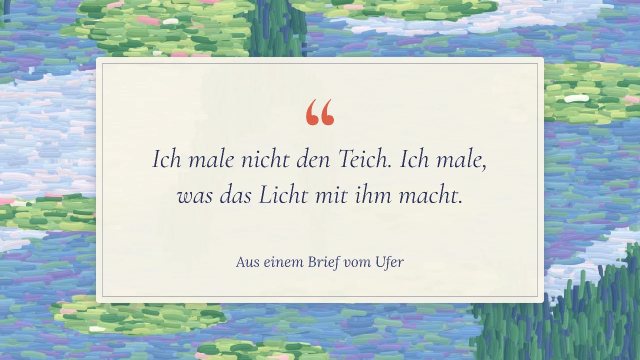 “
Ich male nicht den Teich. Ich male,
was das Licht mit ihm macht.
Aus einem Brief vom Ufer